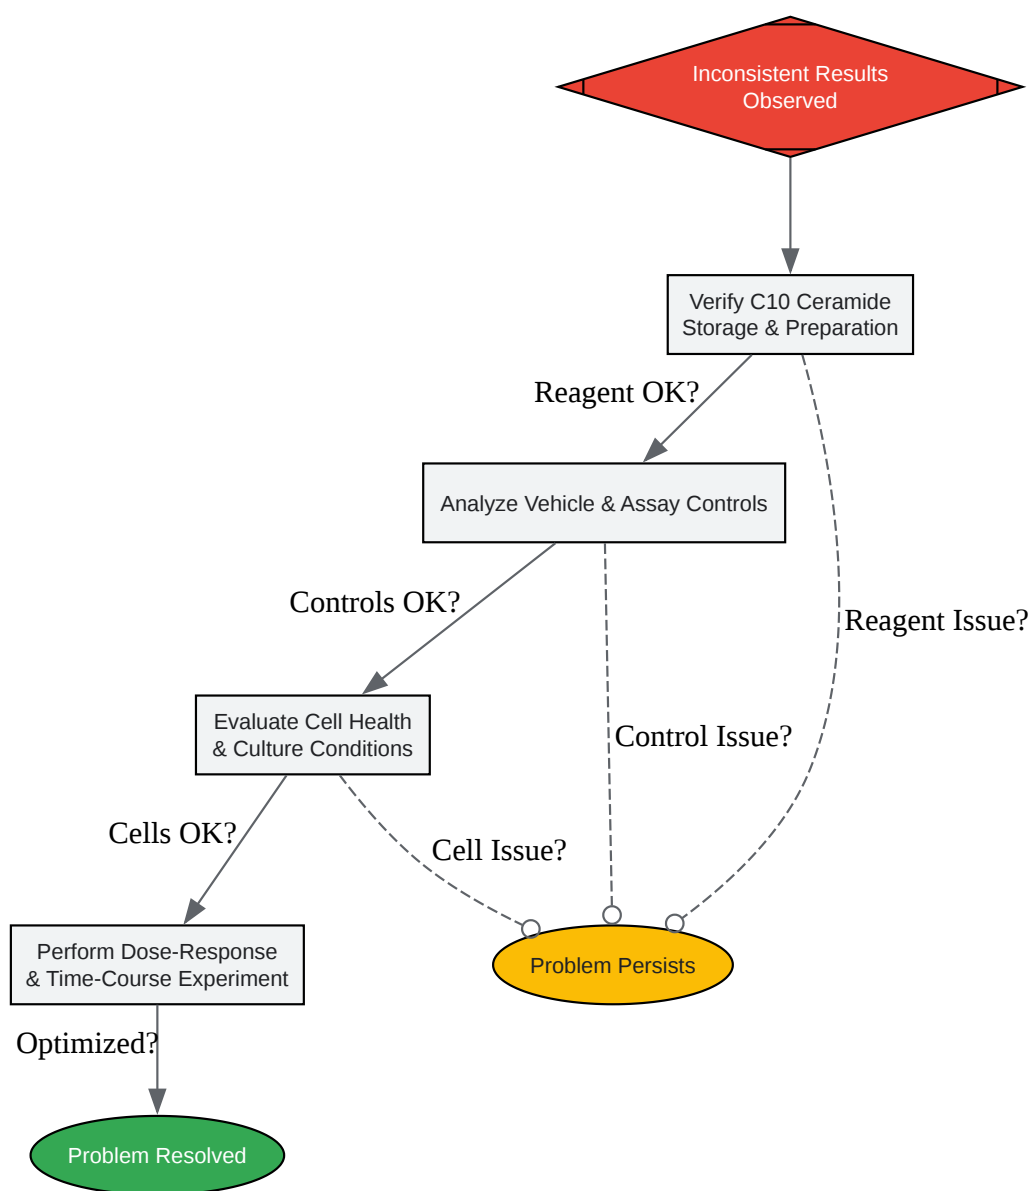 Inconsistent Results
Observed
Verify C10 Ceramide
Storage & Preparation
Reagent OK?
Analyze Vehicle & Assay Controls
Controls OK?
Reagent Issue?
Evaluate Cell Health
& Culture Conditions
Control Issue?
Cells OK?
Cell Issue?
Perform Dose-Response
& Time-Course Experiment
Problem Persists
Optimized?
Problem Resolved